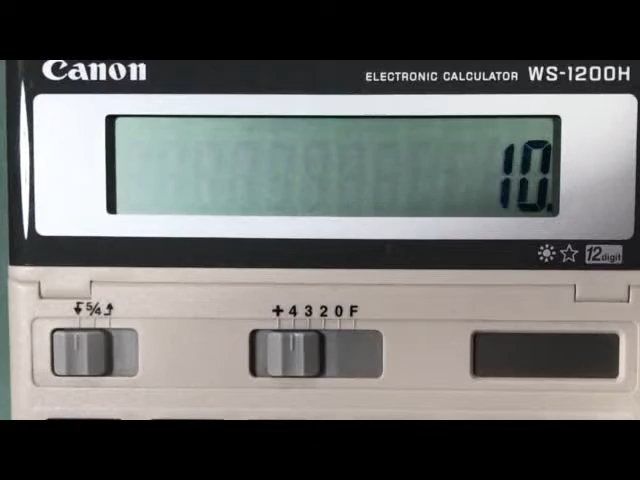 Canon
ELECTRONIC CALCULATOR WS-1200H
10.
12digit
5/4
+ 4 3 2 0 F